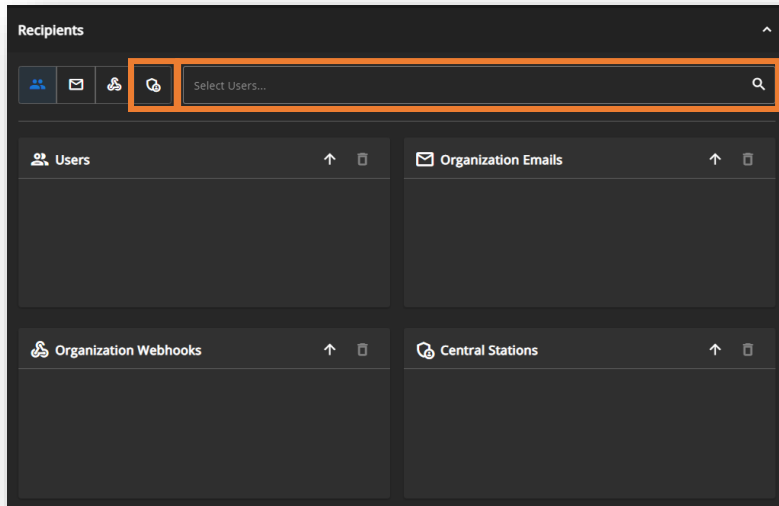 Recipients
Select Users...
Users
Organization Emails
Organization Webhooks
Central Stations